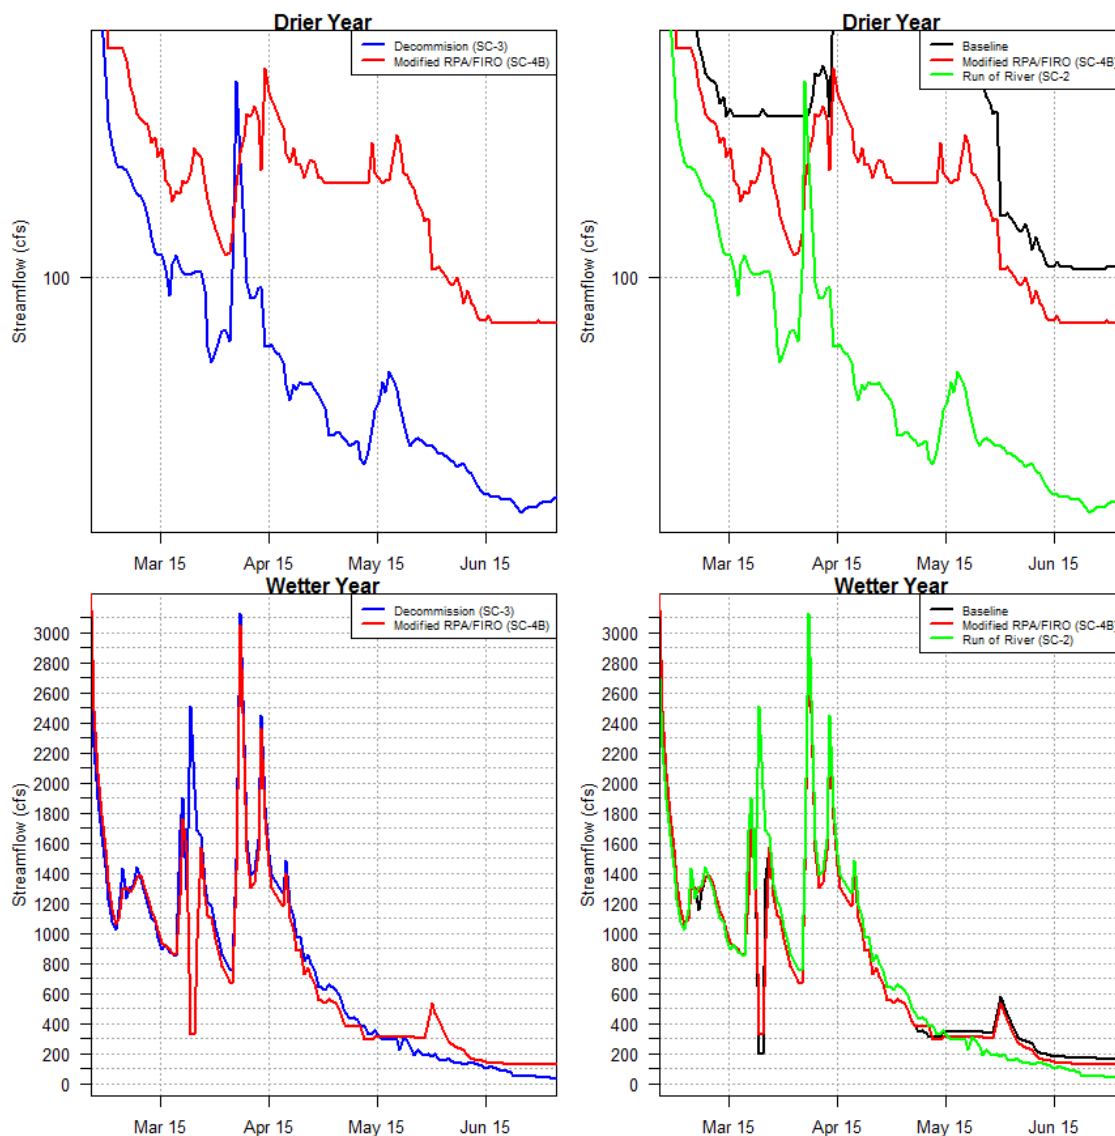 Drier Year
Decommision (SC-3)
Modified RPA/FIRO (SC-4B)
Streamflow (cfs)
100
Mar 15
Apr 15
May 15
Jun 15
Drier Year
Baseline
Modified RPA/FIRO (SC-4B)
Run of River (SC-2
Streamflow (cfs)
100
Mar 15
Apr 15
May 15
Jun 15
Wetter Year
Decommission (SC-3)
Modified RPA/FIRO (SC-4B)
Streamflow (cfs)
3000
2800
2600
2400
2200
2000
1800
1600
1400
1200
1000
800
600
400
200
0
Mar 15
Apr 15
May 15
Jun 15
Wetter Year
Baseline
Modified RPA/FIRO (SC-4B)
Run of River (SC-2)
Streamflow (cfs)
3000
2800
2600
2400
2200
2000
1800
1600
1400
1200
1000
800
600
400
200
0
Mar 15
Apr 15
May 15
Jun 15